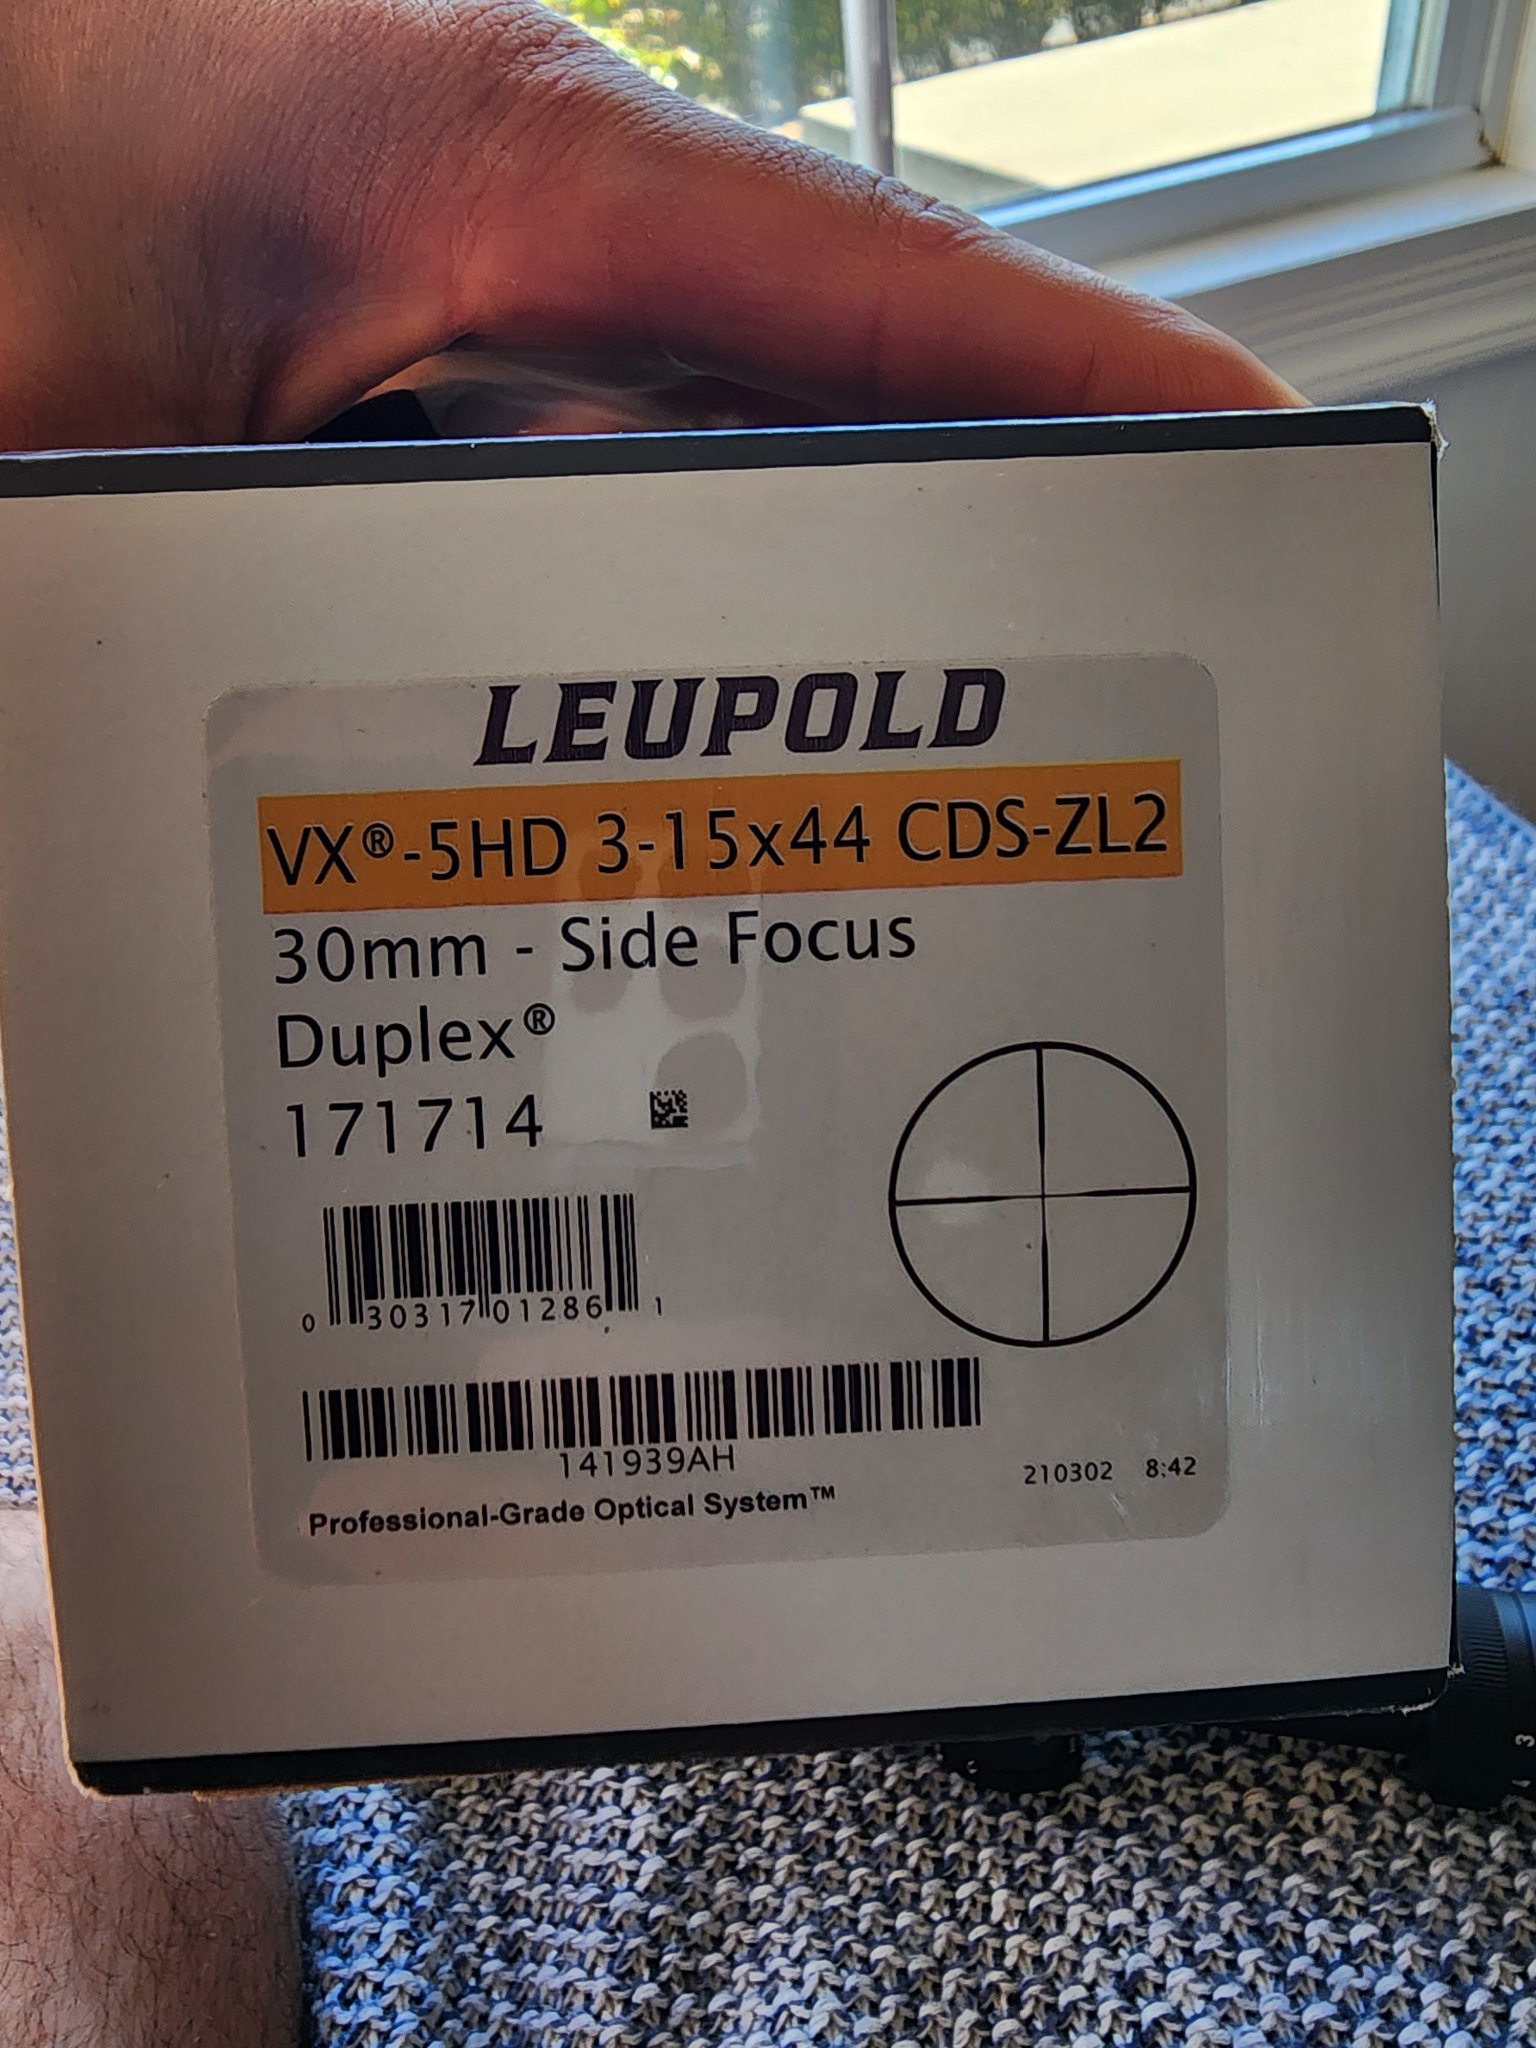 LEUPOLD
VX®-5HD 3-15x44 CDS-ZL2
30mm - Side Focus
Duplex®
171714
0 30317 01286 1
141939AH
210302 8:42
Professional-Grade Optical System™
3